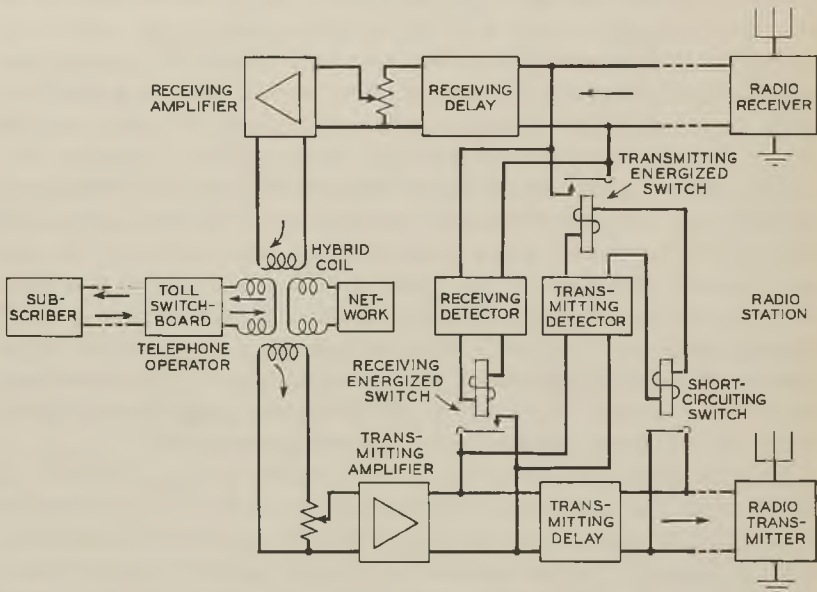 RECEIVING
AMPLIFIER
RECEIVING
DELAY
RADIO
RECEIVER
TRANSMITTING
ENERGIZED
SWITCH
HYBRID
COIL
SUB-
SCRIBER
TOLL
SWITCH-
BOARD
NET-
WORK
RECEIVING
DETECTOR
TRANS-
MITTING
DETECTOR
RADIO
STATION
TELEPHONE
OPERATOR
RECEIVING
ENERGIZED
SWITCH
SHORT-
CIRCUITING
SWITCH
TRANS-
MITTING
AMPLIFIER
TRANS-
MITTING
DELAY
RADIO
TRANS-
MITTER